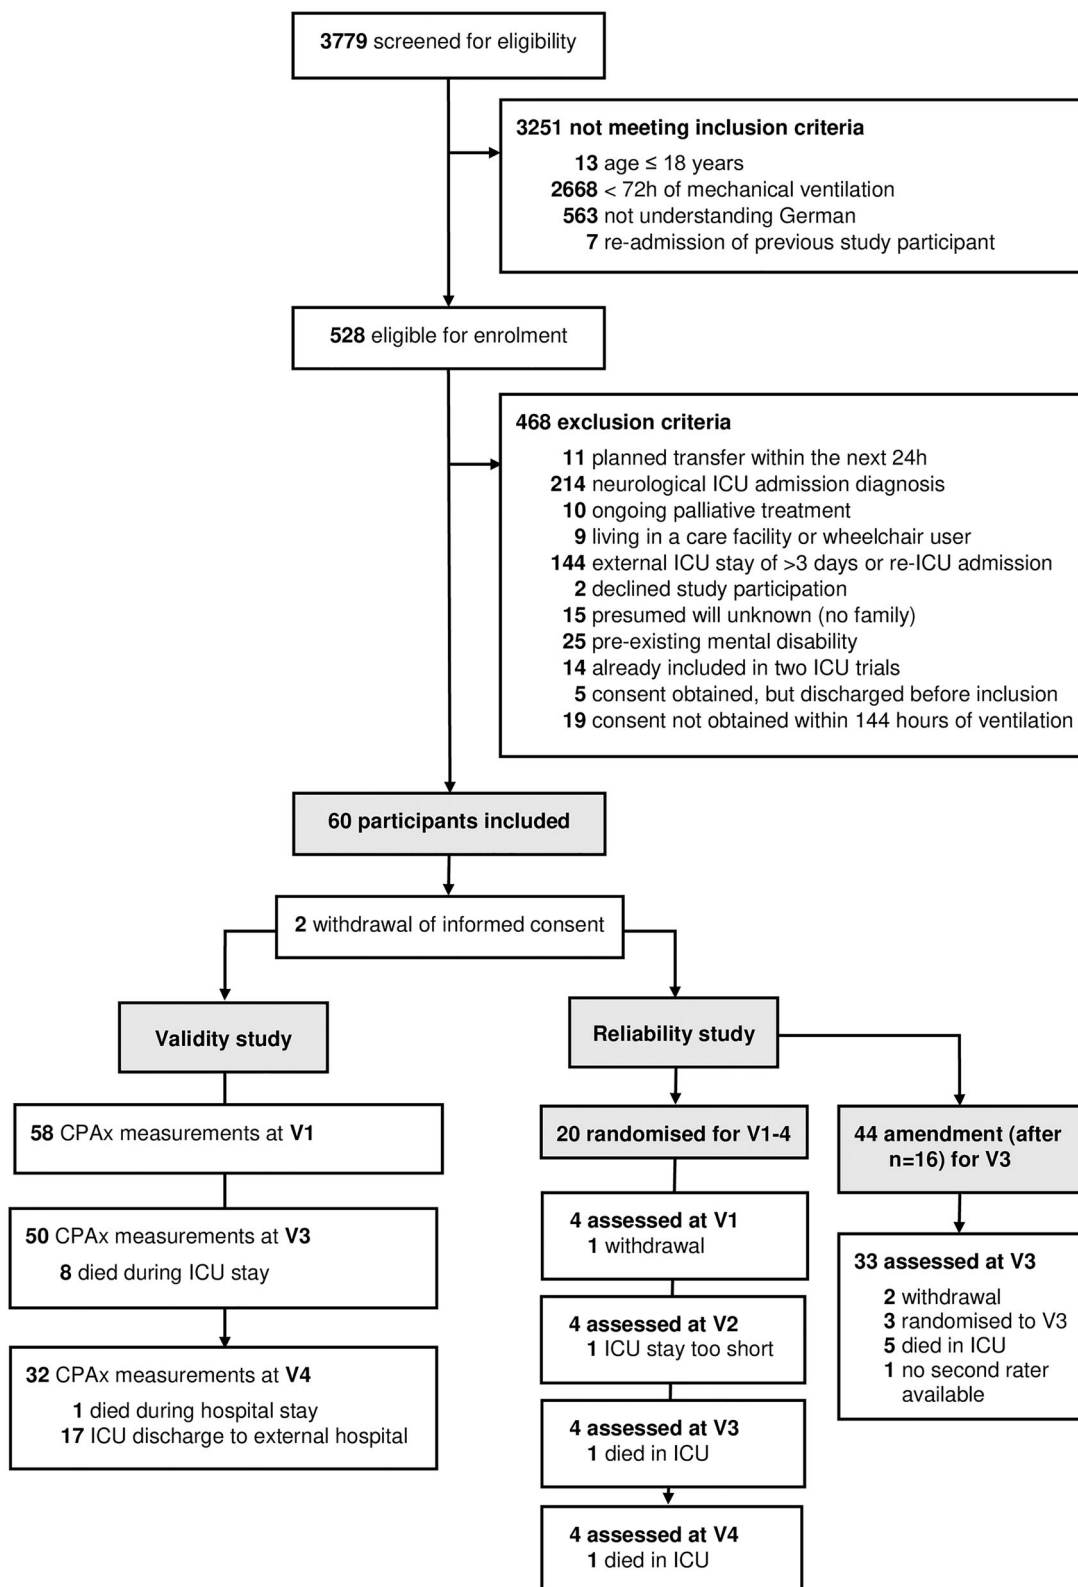 3779 screened for eligibility
3251 not meeting inclusion criteria
13 age ≤ 18 years
2668 < 72h of mechanical ventilation
563 not understanding German
7 re-admission of previous study participant
528 eligible for enrolment
468 exclusion criteria
11 planned transfer within the next 24h
214 neurological ICU admission diagnosis
10 ongoing palliative treatment
9 living in a care facility or wheelchair user
144 external ICU stay of >3 days or re-ICU admission
2 declined study participation
15 presumed will unknown (no family)
25 pre-existing mental disability
14 already included in two ICU trials
5 consent obtained, but discharged before inclusion
19 consent not obtained within 144 hours of ventilation
60 participants included
2 withdrawal of informed consent
Validity study
58 CPAx measurements at V1
50 CPAx measurements at V3
8 died during ICU stay
32 CPAx measurements at V4
1 died during hospital stay
17 ICU discharge to external hospital
Reliability study
20 randomised for V1-4
4 assessed at V1
1 withdrawal
4 assessed at V2
1 ICU stay too short
4 assessed at V3
1 died in ICU
4 assessed at V4
1 died in ICU
44 amendment (after
n=16) for V3
33 assessed at V3
2 withdrawal
3 randomised to V3
5 died in ICU
1 no second rater
available